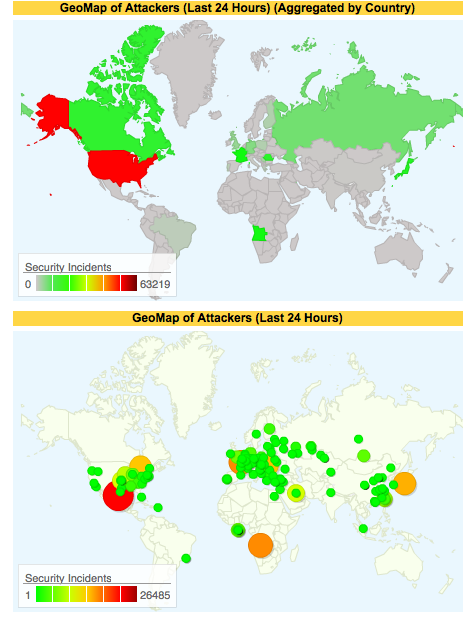 GeoMap of Attackers (Last 24 Hours) (Aggregated by Country)
Security Incidents
0 63219
GeoMap of Attackers (Last 24 Hours)
Security Incidents
1 26485